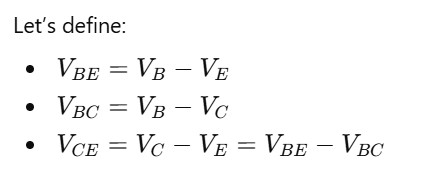 Let's define:
• V_{BE} = V_B − V_E
• V_{BC} = V_B − V_C
• V_{CE} = V_C − V_E = V_{BE} − V_{BC}